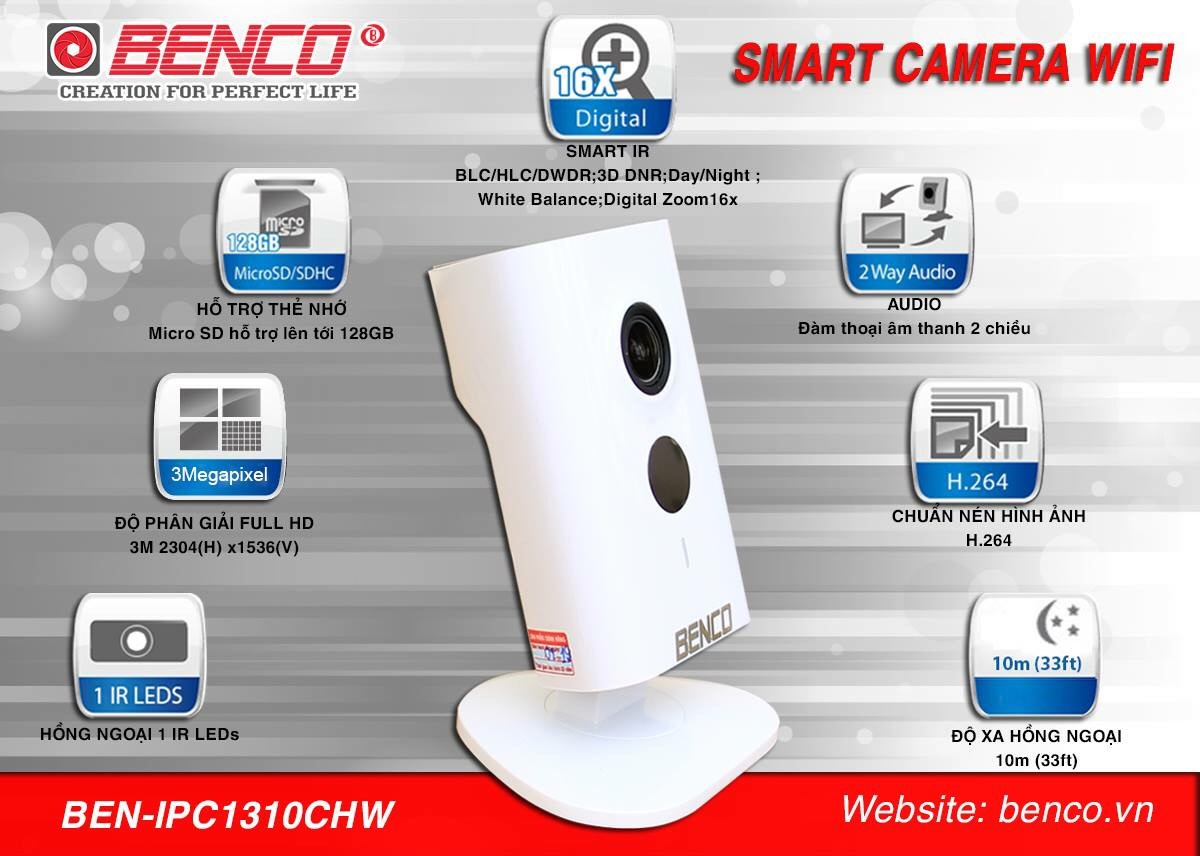 BENCO ®
CREATION FOR PERFECT LIFE
SMART CAMERA WIFI
16X
Digital
SMART IR
BLC/HLC/DWDR;3D DNR;Day/Night ;
White Balance;Digital Zoom16x
micro
SD
128GB
MicroSD/SDHC
HỖ TRỢ THẺ NHỚ
Micro SD hỗ trợ lên tới 128GB
2 Way Audio
AUDIO
Đàm thoại âm thanh 2 chiều
3Megapixel
ĐỘ PHÂN GIẢI FULL HD
3M 2304(H) x1536(V)
H.264
CHUẨN NÉN HÌNH ẢNH
H.264
1 IR LEDS
HỒNG NGOẠI 1 IR LEDs
10m (33ft)
ĐỘ XA HỒNG NGOẠI
10m (33ft)
BENCO
BEN-IPC1310CHW
Website: benco.vn